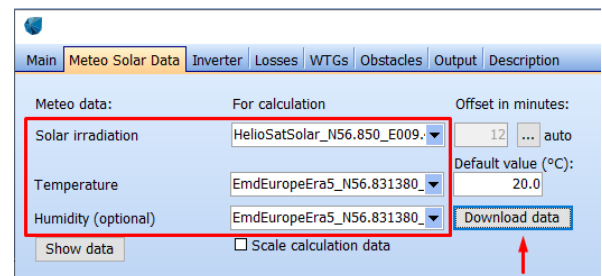 Main Meteo Solar Data Inverter Losses WTGs Obstacles Output Description
Meteo data: For calculation Offset in minutes:
Solar irradiation HelioSatSolar_N56.850_E009. 12 ... auto
Default value (°C):
Temperature EmdEuropeEra5_N56.831380_ 20.0
Humidity (optional) EmdEuropeEra5_N56.831380_ Download data
Show data Scale calculation data